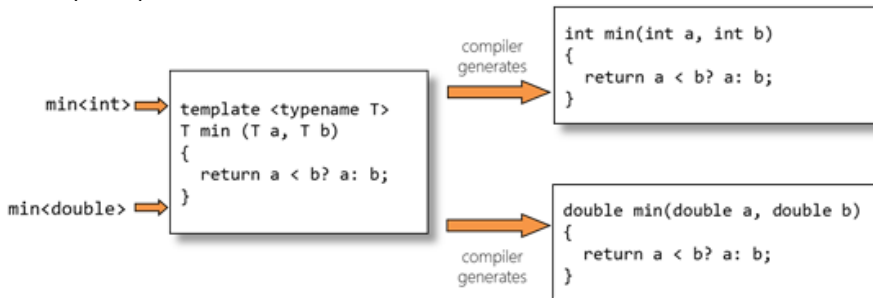 min<int>
min<double>
template <typename T>
T min (T a, T b)
{
  return a < b? a: b;
}
compiler
generates
int min(int a, int b)
{
  return a < b? a: b;
}
compiler
generates
double min(double a, double b)
{
  return a < b? a: b;
}